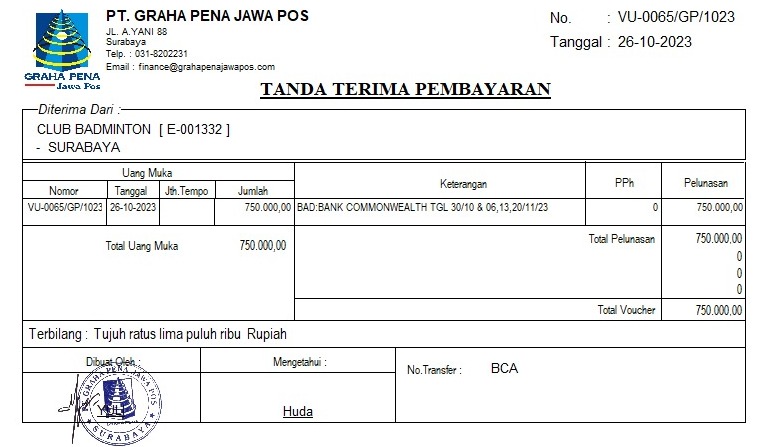 PT. GRAHA PENA JAWA POS
JL. A.YANI 88
Surabaya
Telp. : 031-8202231
Email : finance@grahapenajawapos.com
GRAHA PENA
Jawa Pos
No. : VU-0065/GP/1023
Tanggal : 26-10-2023
TANDA TERIMA PEMBAYARAN
Diterima Dari :
CLUB BADMINTON [ E-001332 ]
- SURABAYA
Uang Muka
Nomor Tanggal Jth.Tempo Jumlah Keterangan PPh Pelunasan
VU-0065/GP/1023 26-10-2023 750.000,00 BAD:BANK COMMONWEALTH TGL 30/10 & 06,13,20/11/23 0 750.000,00
Total Uang Muka 750.000,00 Total Pelunasan 750.000,00
0
0
0
Total Voucher 750.000,00
Terbilang : Tujuh ratus lima puluh ribu Rupiah
Dibuat Oleh : Mengetahui : No.Transfer : BCA
PT. GRAHA PENA JAWA POS
SURABAYA
Huda